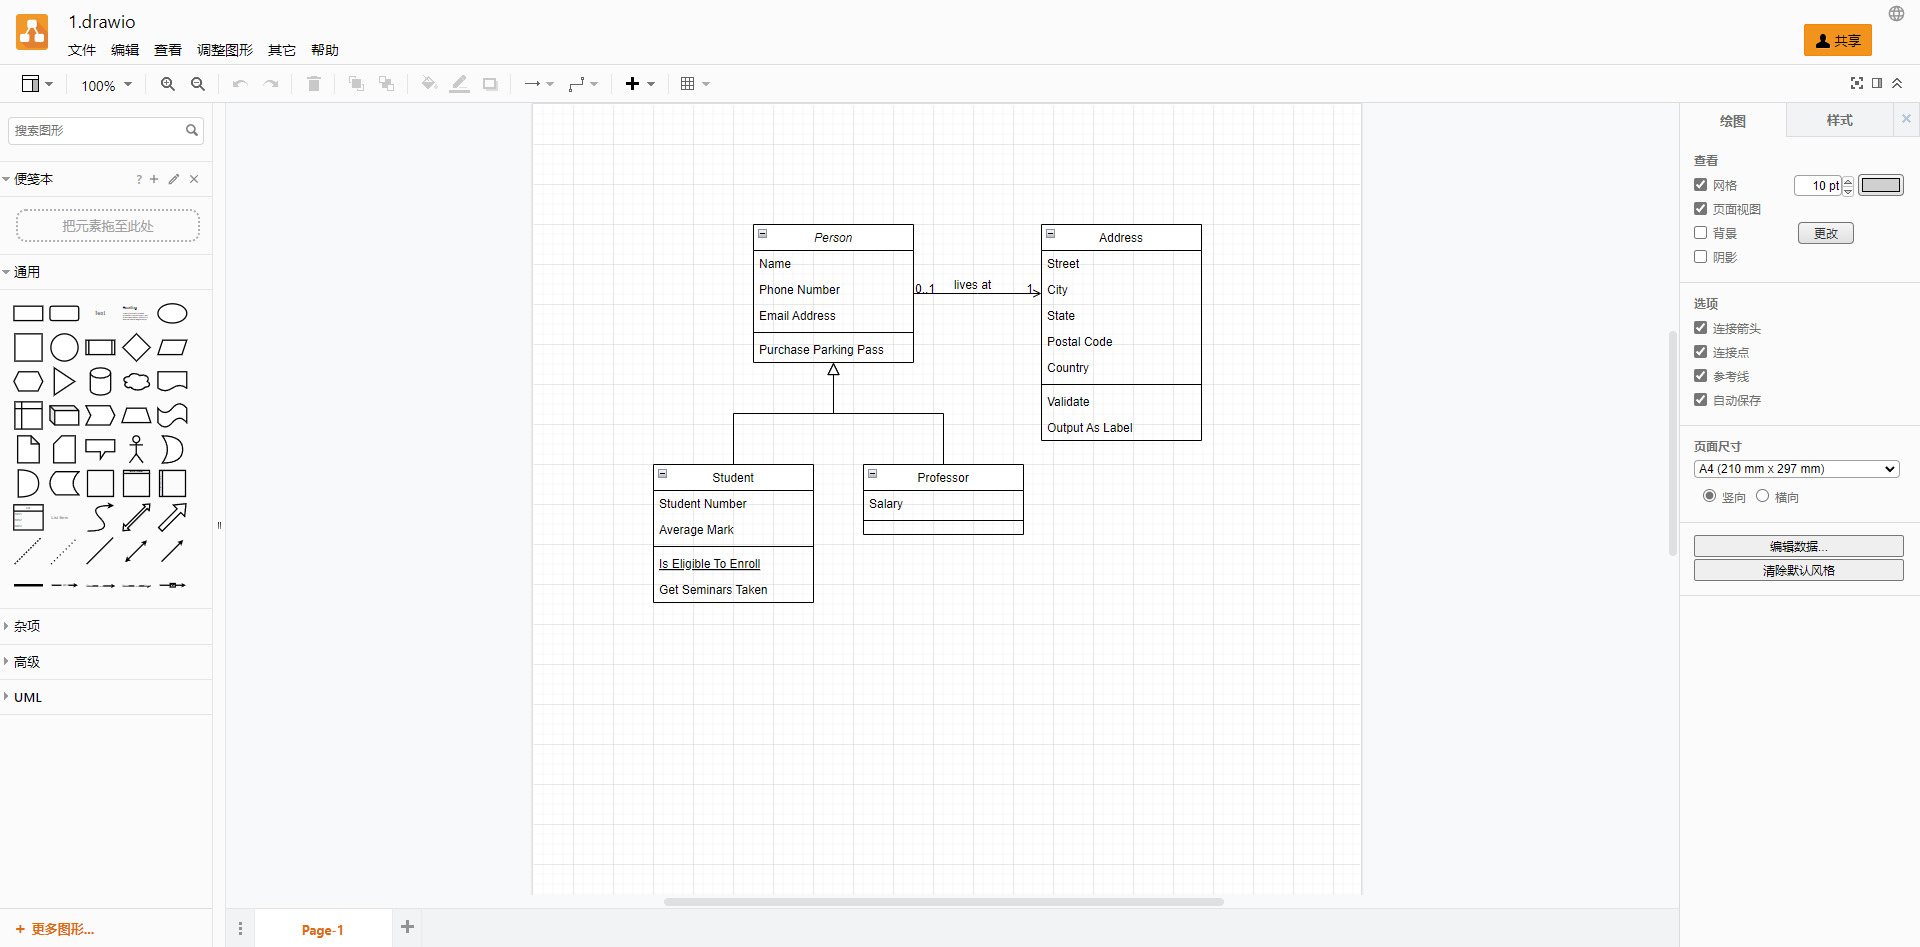 1.drawio
文件 编辑 查看 调整图形 其它 帮助
共享
100%
搜索图形
便笺本
?
把元素拖至此处
通用
Text
Heading
List Item
杂项
高级
UML
更多图形...
Person
Name
Phone Number
Email Address
Purchase Parking Pass
0..1 lives at 1
Address
Street
City
State
Postal Code
Country
Validate
Output As Label
Student
Student Number
Average Mark
Is Eligible To Enroll
Get Seminars Taken
Professor
Salary
Page-1
绘图 样式
查看
网格 10 pt
页面视图
背景 更改
阴影
选项
连接箭头
连接点
参考线
自动保存
页面尺寸
A4 (210 mm x 297 mm)
竖向 横向
编辑数据...
清除默认风格